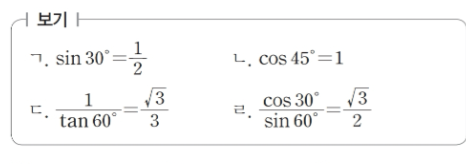 보기
ㄱ. sin 30°=1/2 ㄴ. cos 45°=1
ㄷ. 1/tan 60°=√3/3 ㄹ. cos 30°/sin 60°=√3/2